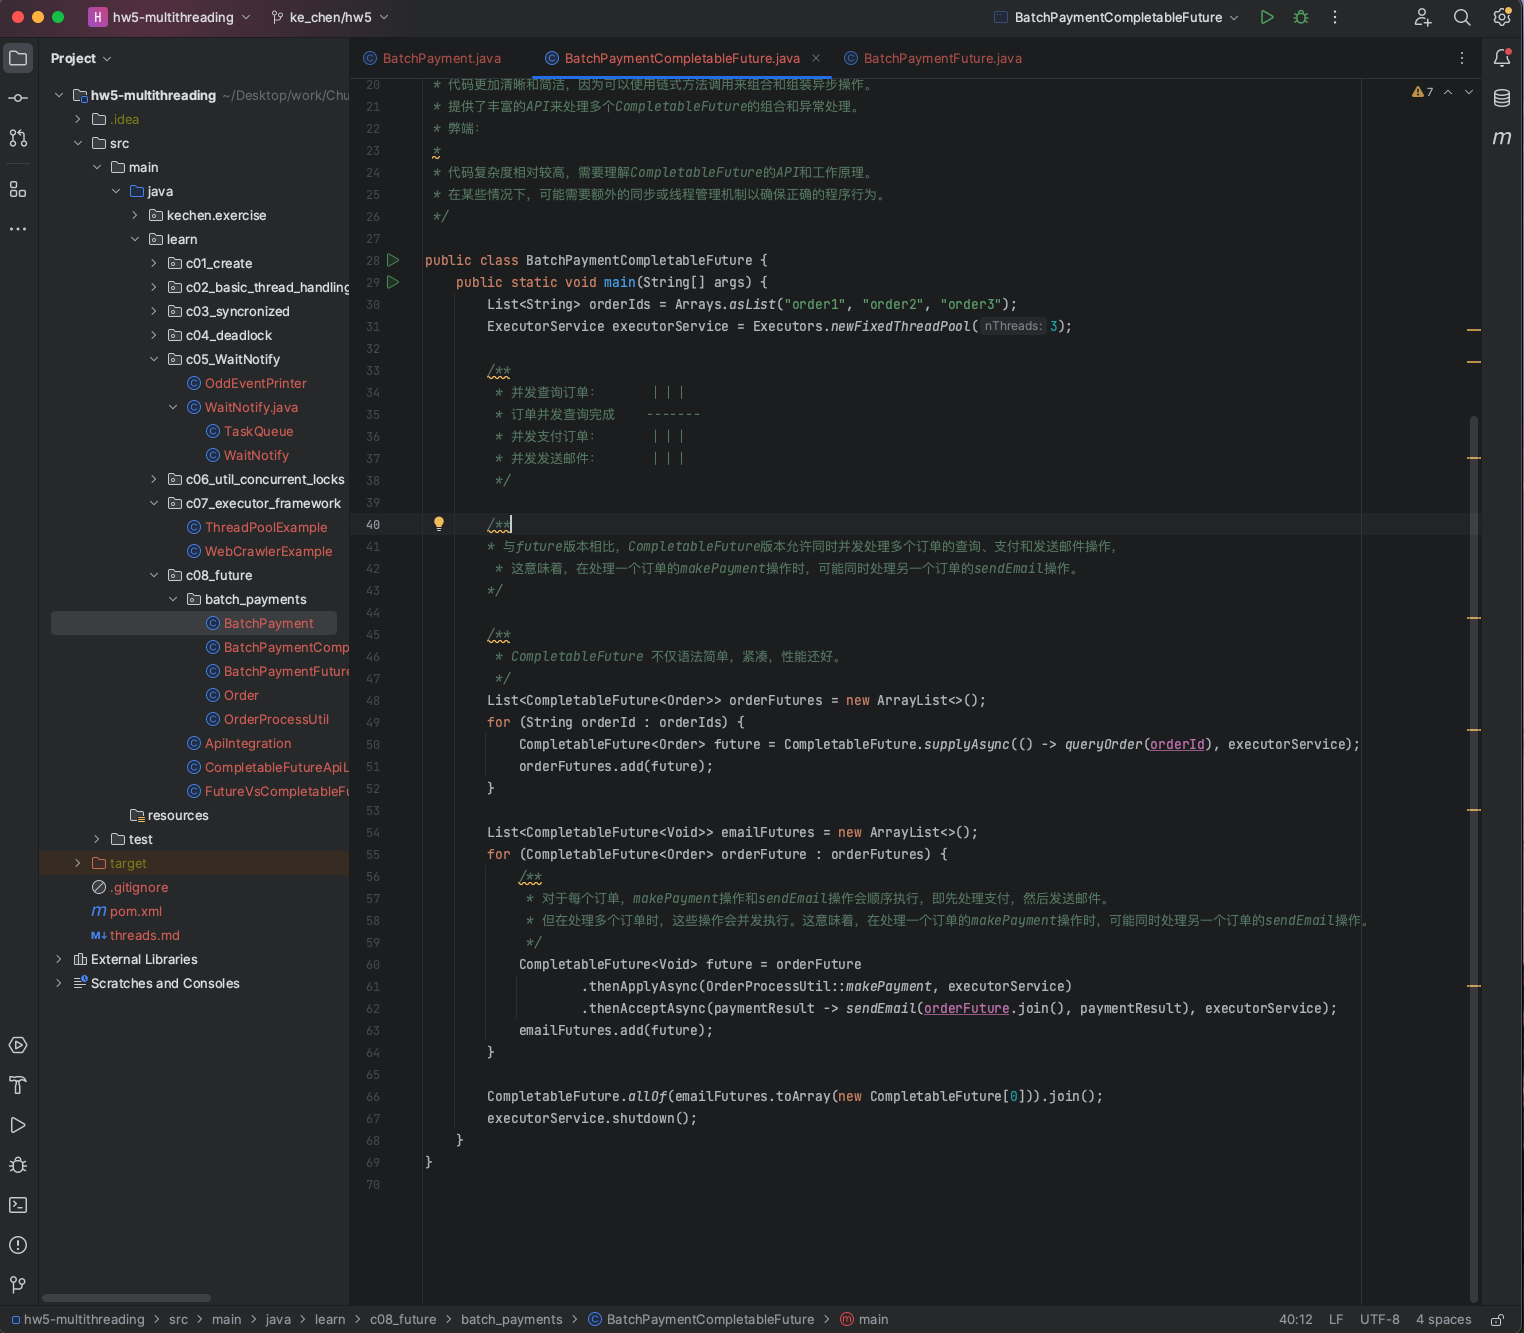 H hw5-multithreading ke_chen/hw5 BatchPaymentCompletableFuture
Project
hw5-multithreading ~/Desktop/work/Chu
.idea
src
main
java
kechen.exercise
learn
c01_create
c02_basic_thread_handling
c03_syncronized
c04_deadlock
c05_WaitNotify
OddEventPrinter
WaitNotify.java
TaskQueue
WaitNotify
c06_util_concurrent_locks
c07_executor_framework
ThreadPoolExample
WebCrawlerExample
c08_future
batch_payments
BatchPayment
BatchPaymentComp
BatchPaymentFuture
Order
OrderProcessUtil
ApiIntegration
CompletableFutureApiL
FutureVsCompletableFu
resources
test
target
.gitignore
pom.xml
threads.md
External Libraries
Scratches and Consoles
BatchPayment.java BatchPaymentCompletableFuture.java BatchPaymentFuture.java
7
20 * 代码更加清晰和简洁，因为可以使用链式方法调用来组合和组装异步操作。
21 * 提供了丰富的API来处理多个CompletableFuture的组合和异常处理。
22 * 弊端：
23 *
24 * 代码复杂度相对较高，需要理解CompletableFuture的API和工作原理。
25 * 在某些情况下，可能需要额外的同步或线程管理机制以确保正确的程序行为。
26 */
27
28 public class BatchPaymentCompletableFuture {
29 public static void main(String[] args) {
30 List<String> orderIds = Arrays.asList("order1", "order2", "order3");
31 ExecutorService executorService = Executors.newFixedThreadPool( nThreads: 3);
32
33 /**
34 * 并发查询订单： | | |
35 * 订单并发查询完成 -------
36 * 并发支付订单： | | |
37 * 并发发送邮件： | | |
38 */
39
40 /**
41 * 与future版本相比，CompletableFuture版本允许同时并发处理多个订单的查询、支付和发送邮件操作，
42 * 这意味着，在处理一个订单的makePayment操作时，可能同时处理另一个订单的sendEmail操作。
43 */
44
45 /**
46 * CompletableFuture 不仅语法简单，紧凑，性能还好。
47 */
48 List<CompletableFuture<Order>> orderFutures = new ArrayList<>();
49 for (String orderId : orderIds) {
50 CompletableFuture<Order> future = CompletableFuture.supplyAsync(() -> queryOrder(orderId), executorService);
51 orderFutures.add(future);
52 }
53
54 List<CompletableFuture<Void>> emailFutures = new ArrayList<>();
55 for (CompletableFuture<Order> orderFuture : orderFutures) {
56 /**
57 * 对于每个订单，makePayment操作和sendEmail操作会顺序执行，即先处理支付，然后发送邮件。
58 * 但在处理多个订单时，这些操作会并发执行。这意味着，在处理一个订单的makePayment操作时，可能同时处理另一个订单的sendEmail操作。
59 */
60 CompletableFuture<Void> future = orderFuture
61 .thenApplyAsync(OrderProcessUtil::makePayment, executorService)
62 .thenAcceptAsync(paymentResult -> sendEmail(orderFuture.join(), paymentResult), executorService);
63 emailFutures.add(future);
64 }
65
66 CompletableFuture.allOf(emailFutures.toArray(new CompletableFuture[0])).join();
67 executorService.shutdown();
68 }
69 }
70
hw5-multithreading > src > main > java > learn > c08_future > batch_payments > BatchPaymentCompletableFuture > main 40:12 LF UTF-8 4 spaces